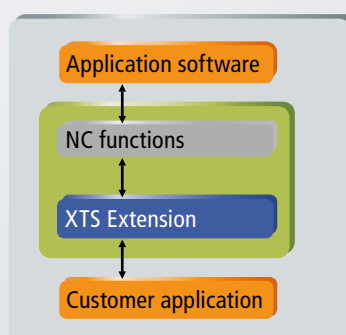 Application software
NC functions
XTS Extension
Customer application